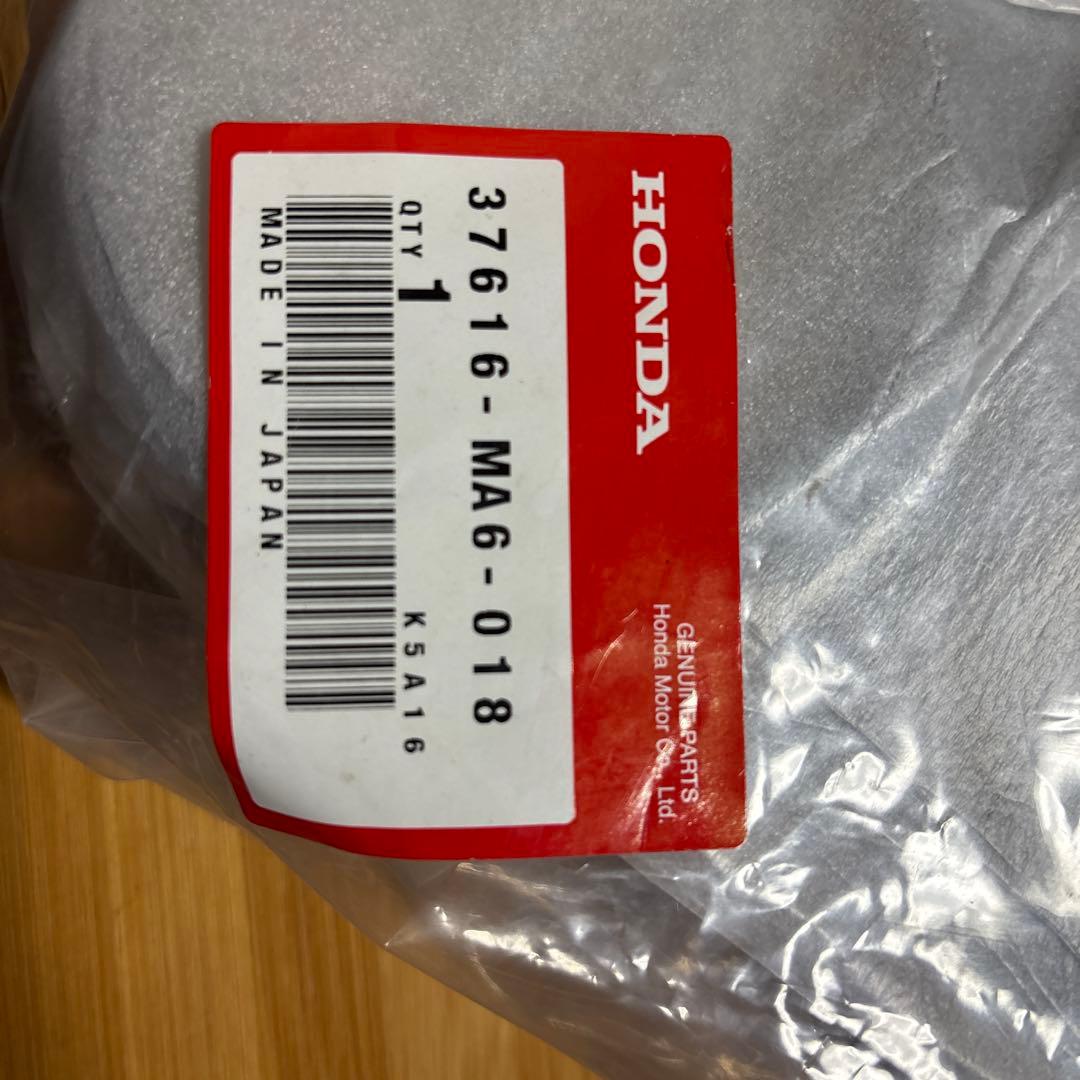 HONDA
GENUINE PARTS
Honda Motor Co., Ltd.
37616-MA6-018
QTY 1
K5A16
MADE IN JAPAN